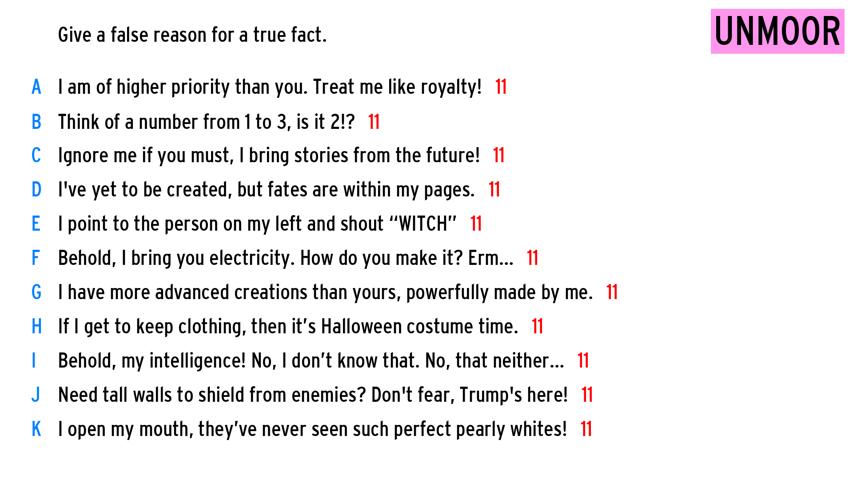 Give a false reason for a true fact.
UNMOOR
A I am of higher priority than you. Treat me like royalty! 11
B Think of a number from 1 to 3, is it 2!? 11
C Ignore me if you must, I bring stories from the future! 11
D I've yet to be created, but fates are within my pages. 11
E I point to the person on my left and shout “WITCH” 11
F Behold, I bring you electricity. How do you make it? Erm... 11
G I have more advanced creations than yours, powerfully made by me. 11
H If I get to keep clothing, then it’s Halloween costume time. 11
I Behold, my intelligence! No, I don’t know that. No, that neither... 11
J Need tall walls to shield from enemies? Don't fear, Trump's here! 11
K I open my mouth, they’ve never seen such perfect pearly whites! 11